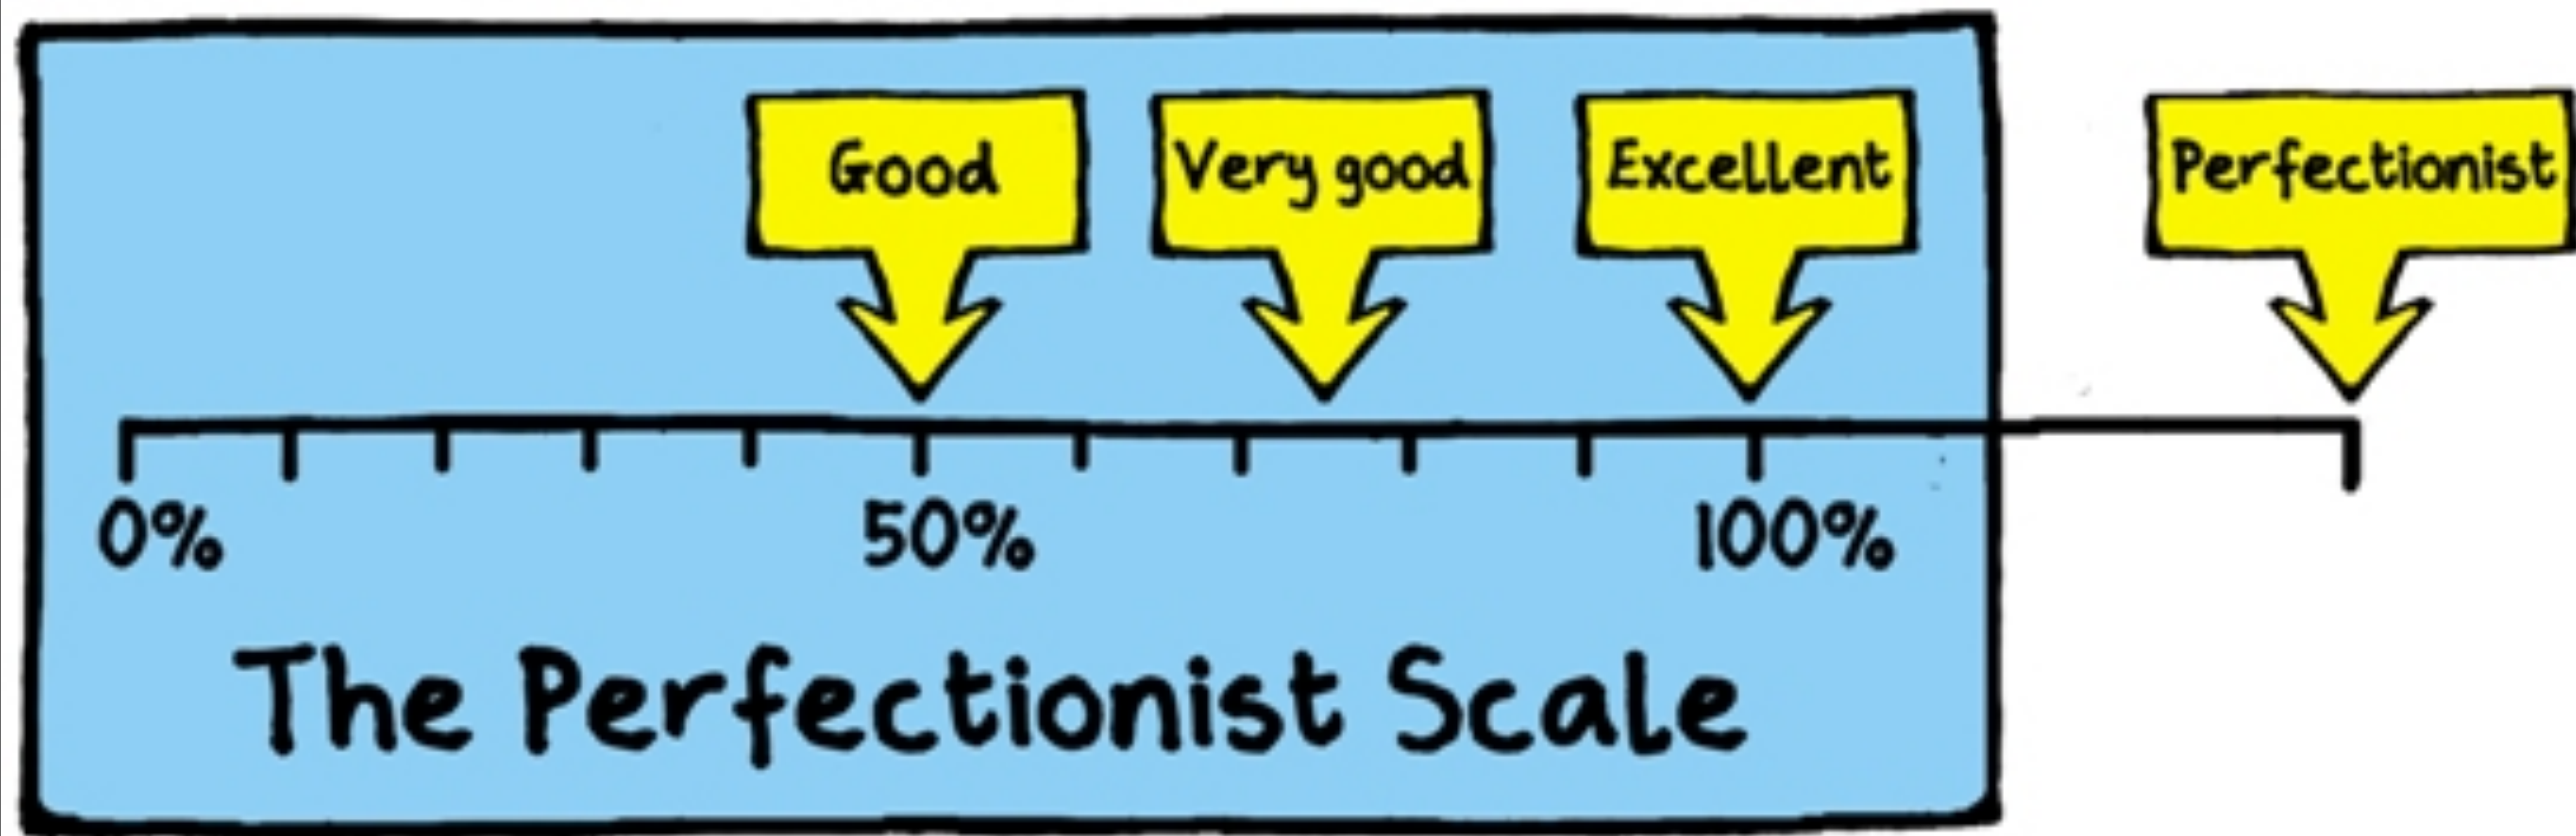 Good
Very good
Excellent
Perfectionist
0%
50%
100%
The Perfectionist Scale